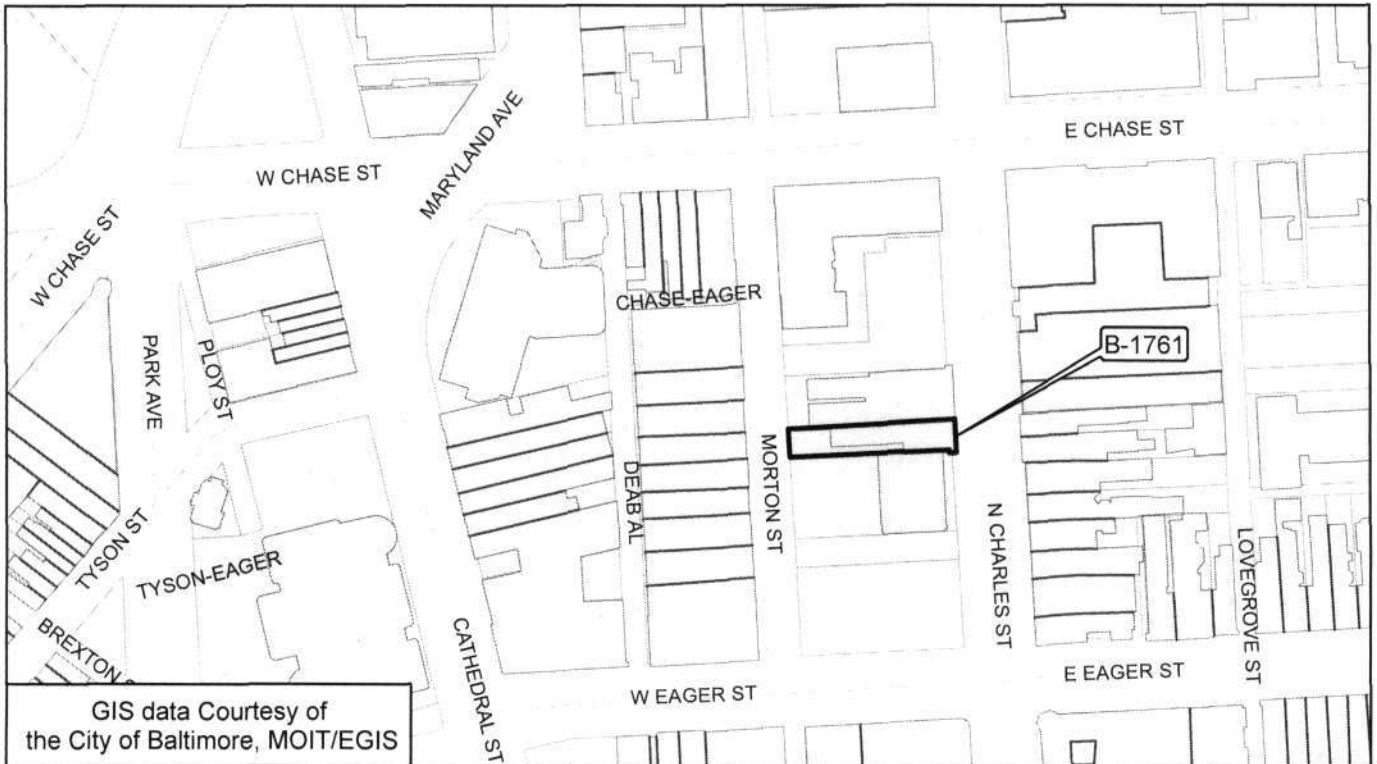 E CHASE ST
W CHASE ST
MARYLAND AVE
W CHASE ST
CHASE-EAGER
B-1761
PARK AVE
PLOY ST
DEAB AL
MORTON ST
N CHARLES ST
LOVEGROVE ST
TYSON ST
TYSON-EAGER
BREXTON
CATHEDRAL ST
W EAGER ST
E EAGER ST
GIS data Courtesy of
the City of Baltimore, MOIT/EGIS